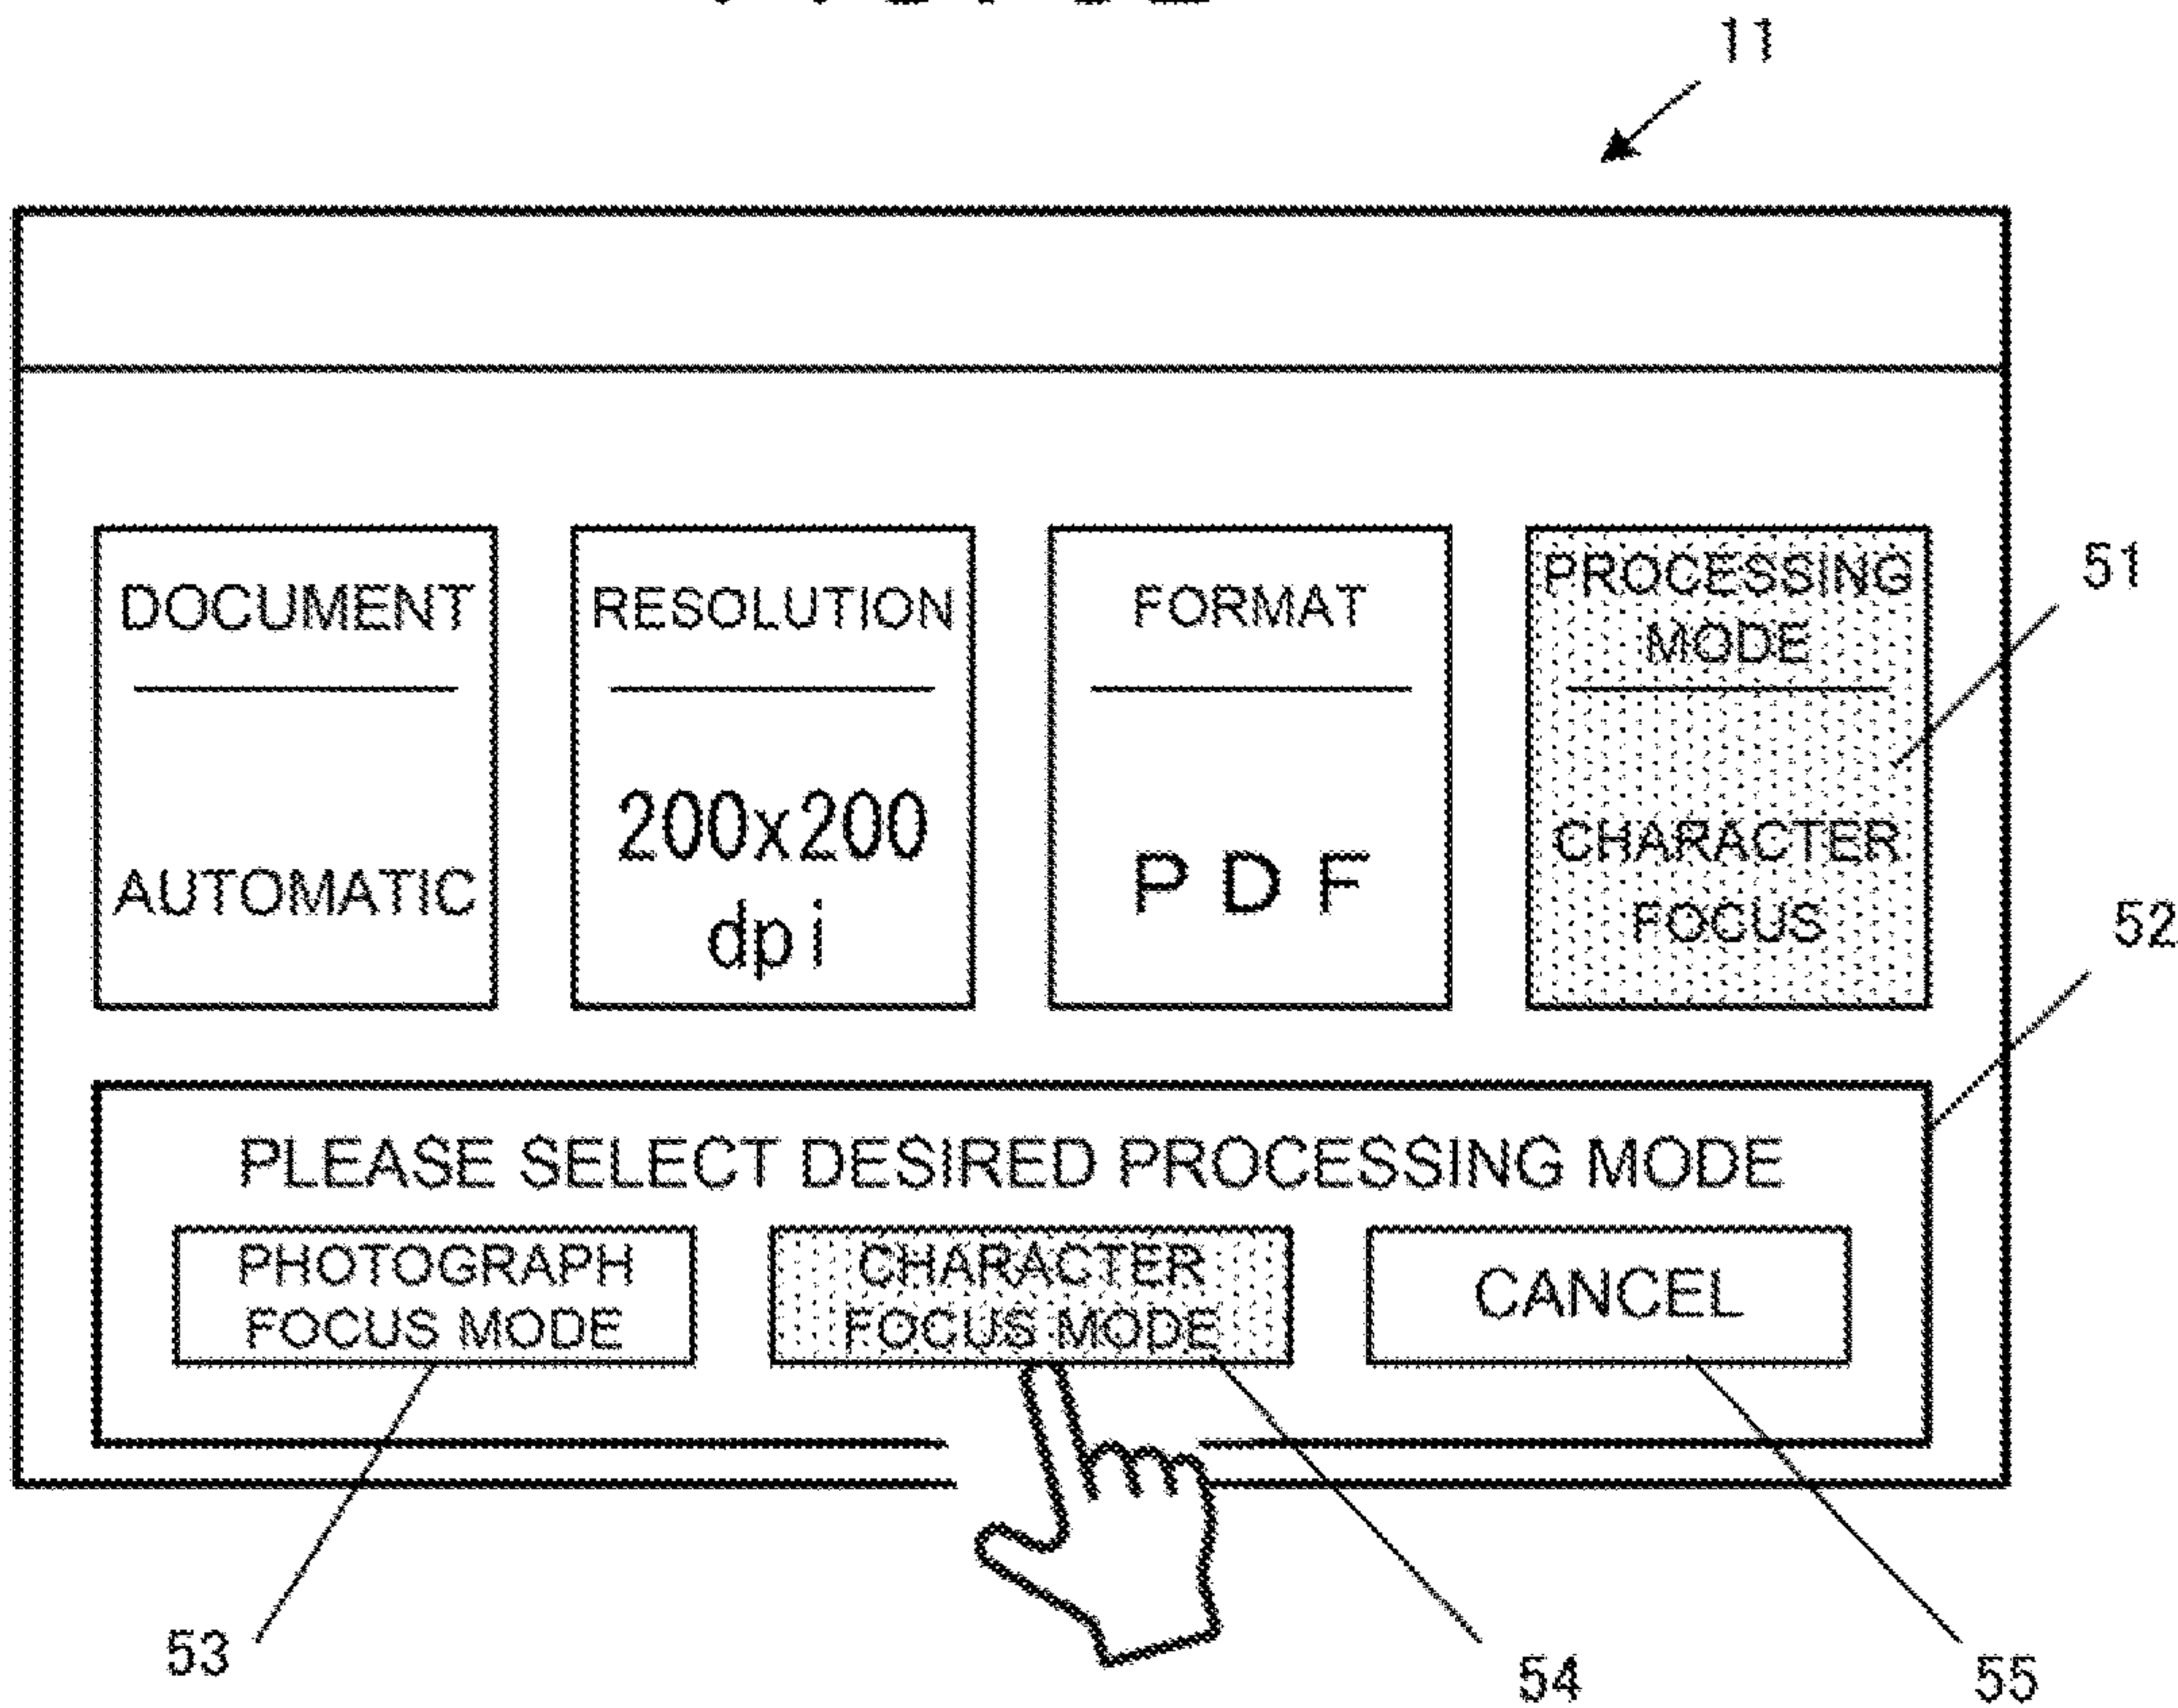 11
DOCUMENT
AUTOMATIC
RESOLUTION
200x200
dpi
FORMAT
PDF
PROCESSING
MODE
CHARACTER
FOCUS
51
52
PLEASE SELECT DESIRED PROCESSING MODE
PHOTOGRAPH
FOCUS MODE
CHARACTER
FOCUS MODE
CANCEL
53
54
55